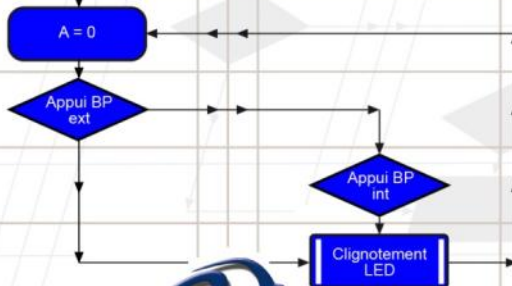 A = 0
Appui BP
ext
Appui BP
int
Clignotement
LED